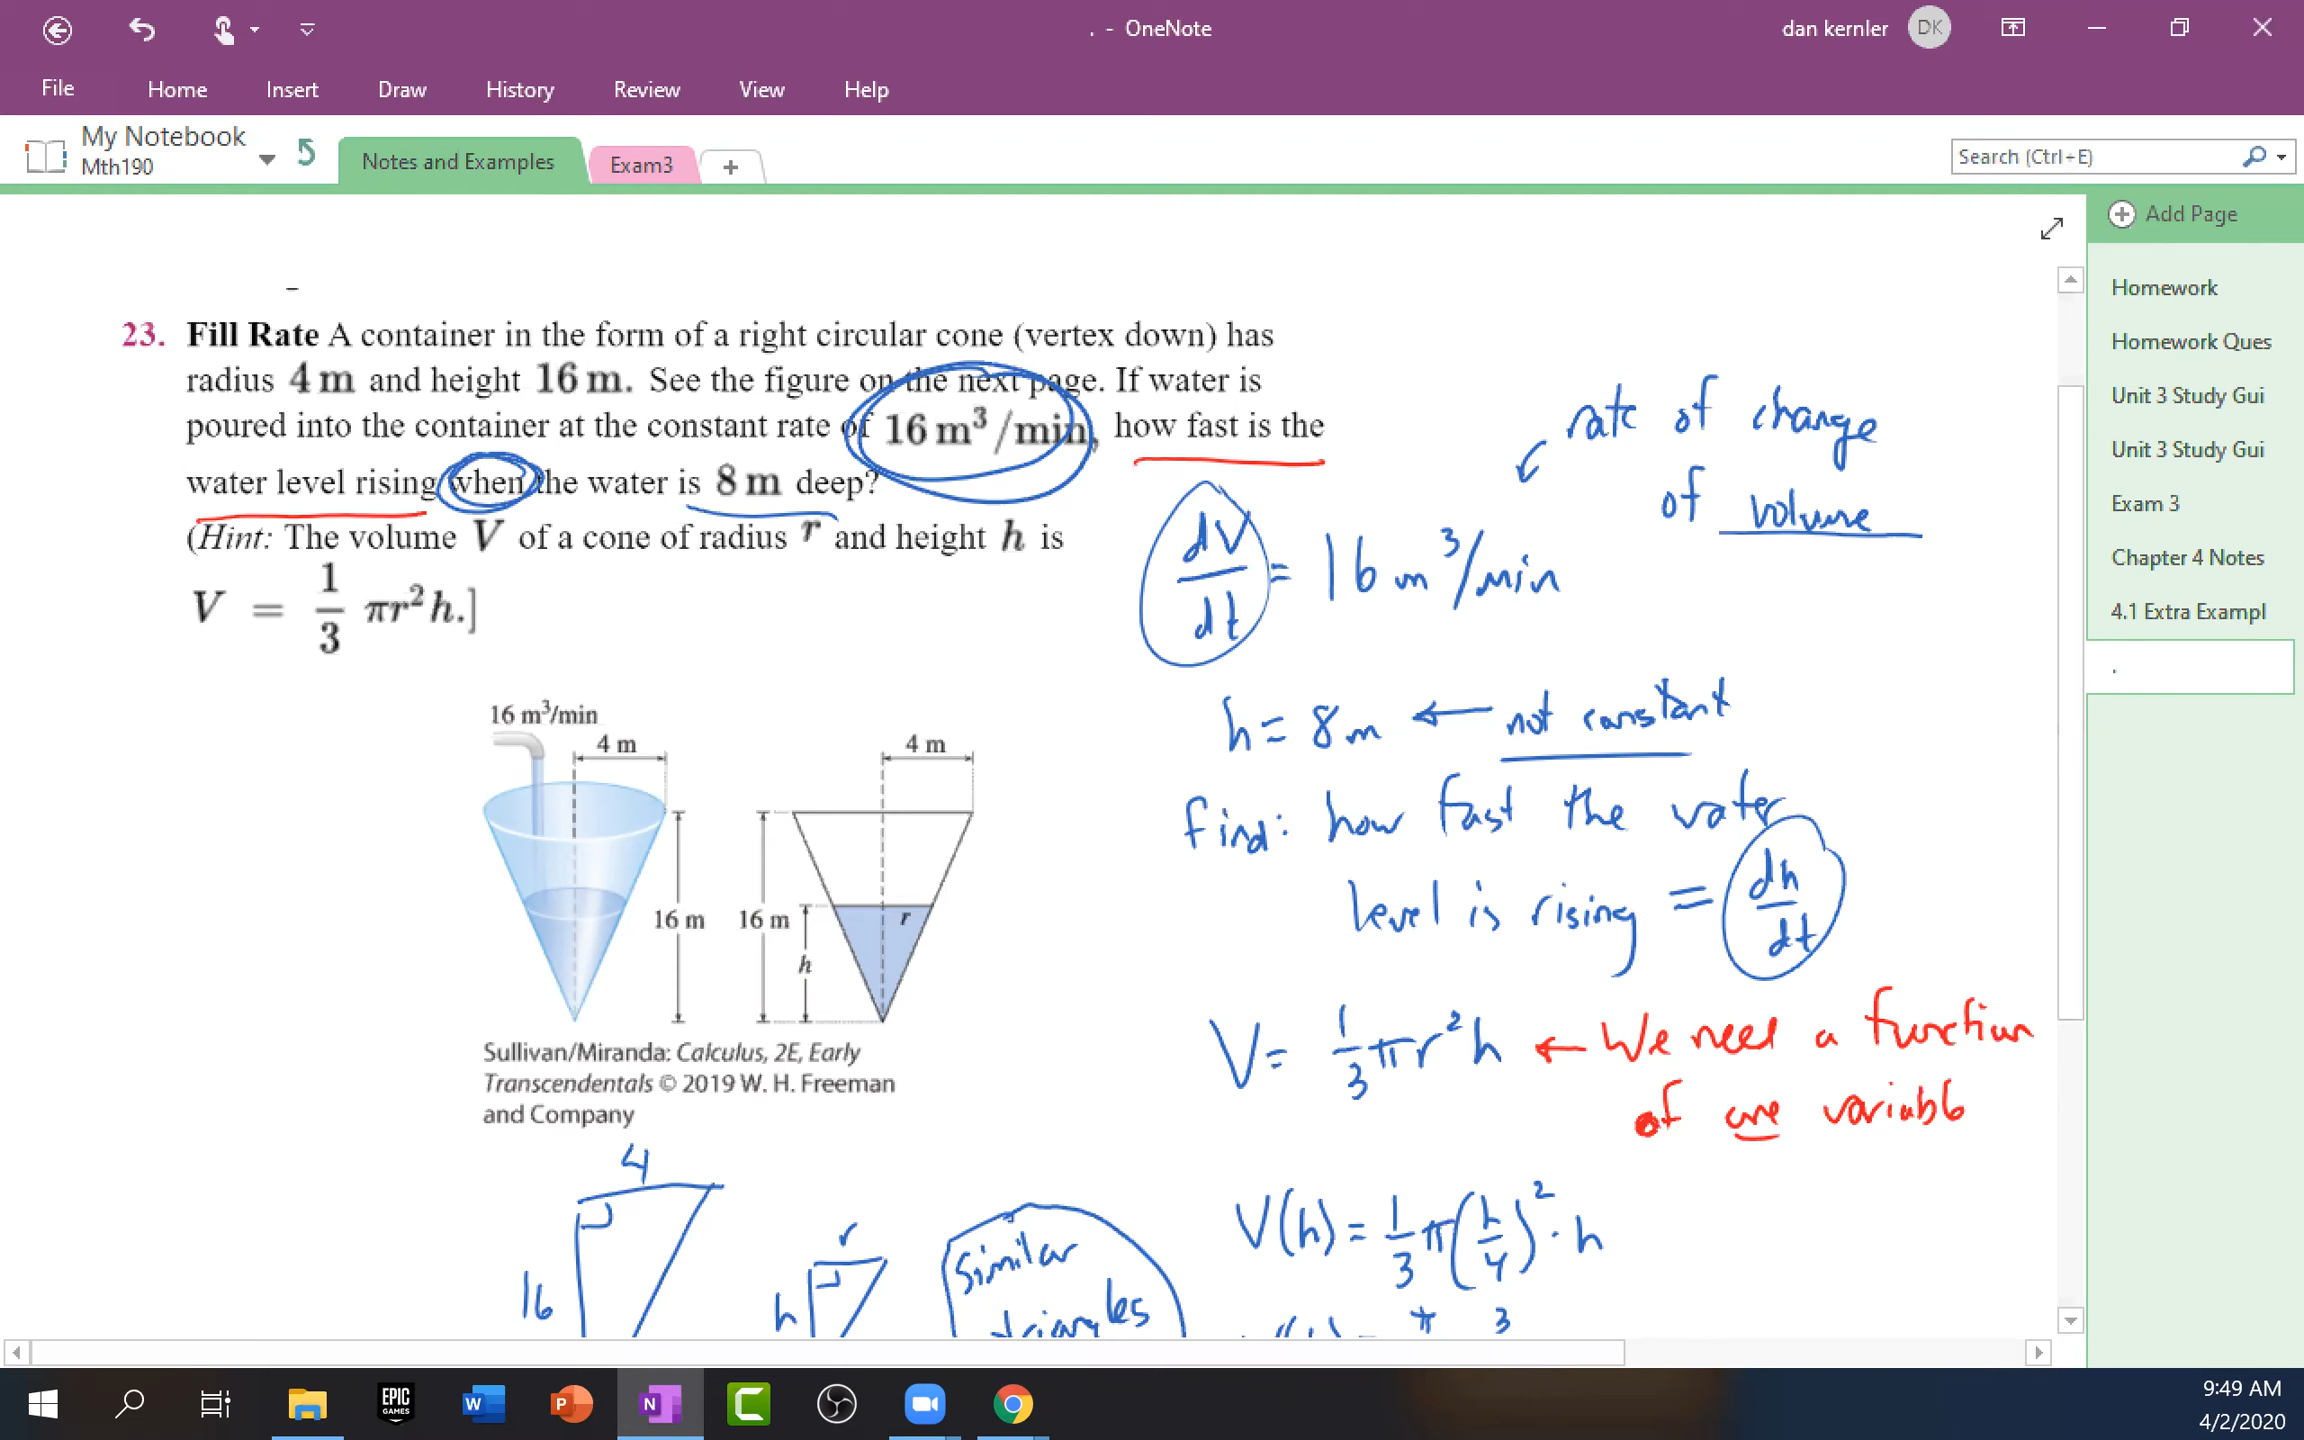 . - OneNote
dan kernler
DK
File Home Insert Draw History Review View Help
My Notebook
Mth190
Notes and Examples
Exam3
+
Search (Ctrl+E)
Add Page
Homework
Homework Ques
Unit 3 Study Gui
Unit 3 Study Gui
Exam 3
Chapter 4 Notes
4.1 Extra Exampl
.
23. Fill Rate A container in the form of a right circular cone (vertex down) has
radius 4 m and height 16 m. See the figure on the next page. If water is
poured into the container at the constant rate of 16 m³/min, how fast is the
water level rising when the water is 8 m deep?
(Hint: The volume V of a cone of radius r and height h is
V = 1/3 πr²h.]
rate of change
of volume
dV/dt = 16 m³/min
h = 8m ← not constant
find: how fast the water
level is rising = dh/dt
V = 1/3 πr²h ← We need a function
of one variable
V(h) = 1/3 π(h/4)² · h
π 3
16 m³/min
4 m
16 m
4 m
16 m
r
h
Sullivan/Miranda: Calculus, 2E, Early
Transcendentals © 2019 W. H. Freeman
and Company
4
16
r
h
Similar
triangles
EPIC
GAMES
W
P
N
C
9:49 AM
4/2/2020